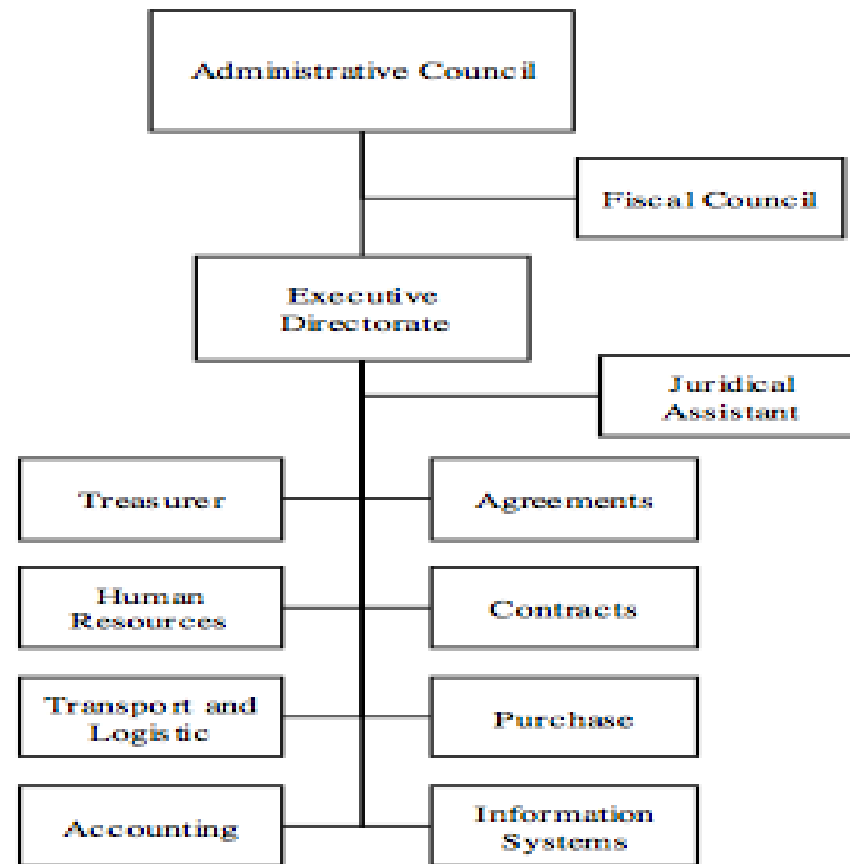 Administrative Council
Fiscal Council
Executive
Directorate
Juridical
Assistant
Treasurer
Agreements
Human
Resources
Contracts
Transport and
Logistic
Purchase
Accounting
Information
Systems